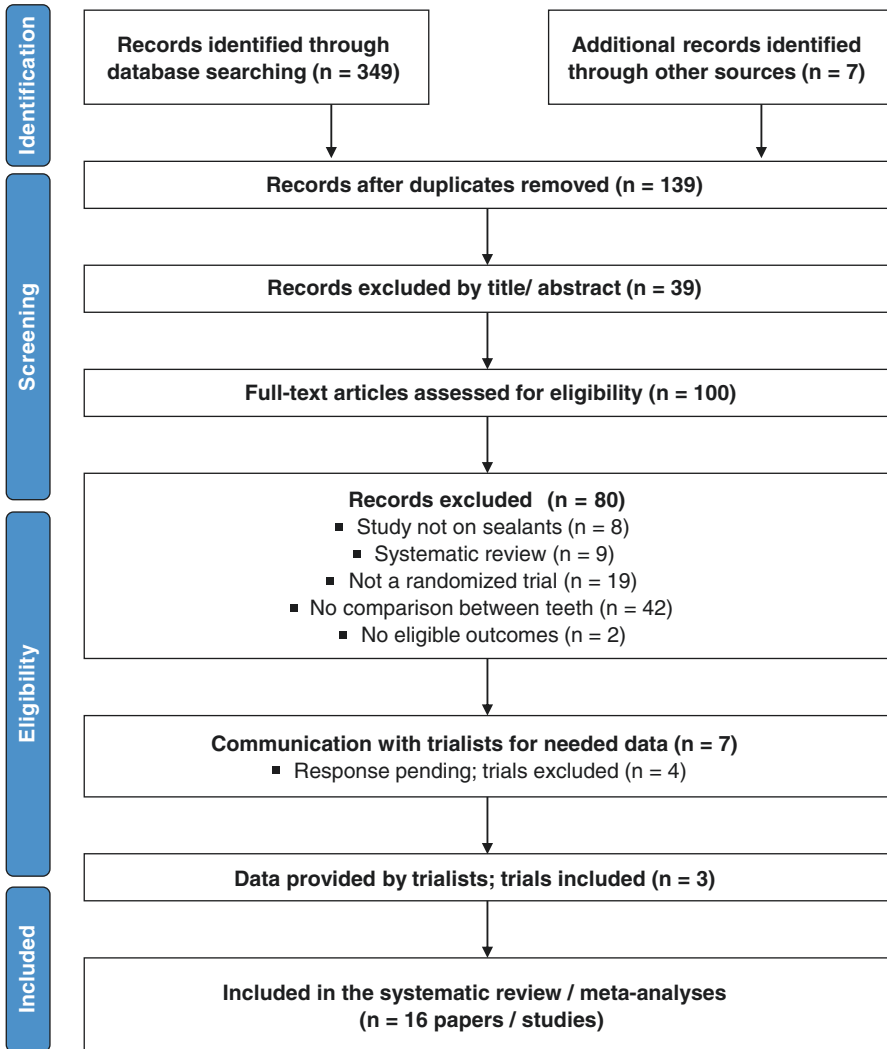 Identification
Records identified through
database searching (n = 349)
Additional records identified
through other sources (n = 7)
Screening
Records after duplicates removed (n = 139)
Records excluded by title/ abstract (n = 39)
Full-text articles assessed for eligibility (n = 100)
Eligibility
Records excluded (n = 80)
▪ Study not on sealants (n = 8)
▪ Systematic review (n = 9)
▪ Not a randomized trial (n = 19)
▪ No comparison between teeth (n = 42)
▪ No eligible outcomes (n = 2)
Communication with trialists for needed data (n = 7)
▪ Response pending; trials excluded (n = 4)
Data provided by trialists; trials included (n = 3)
Included
Included in the systematic review / meta-analyses
(n = 16 papers / studies)